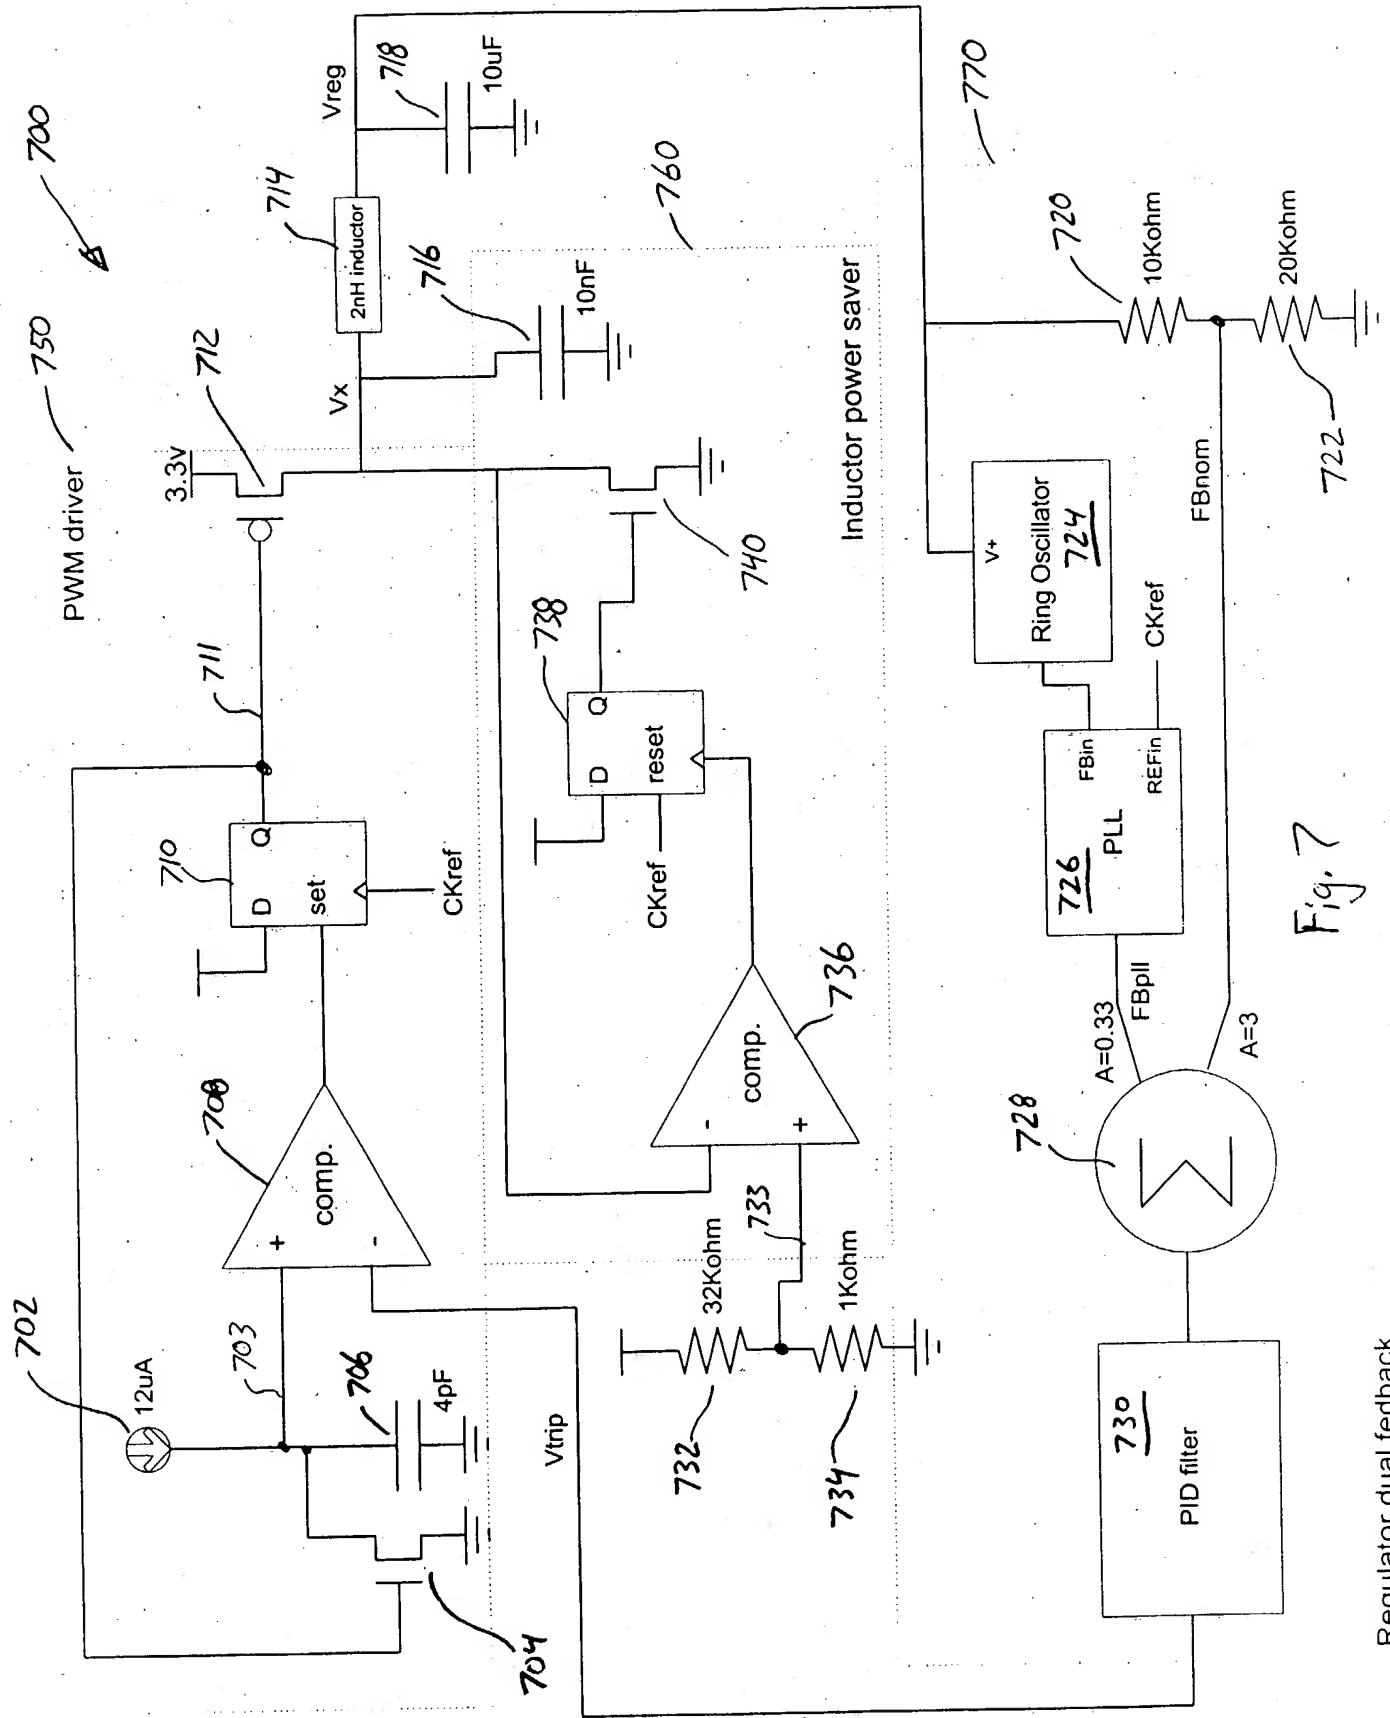 700
PWM driver
750
3.3v
712
Vx
714
2nH inductor
Vreg
718
10uF
716
10nF
702
12uA
703
706
4pF
704
708
comp.
+
-
710
D
Q
set
CKref
711
Vtrip
Inductor power saver
760
738
D
Q
reset
CKref
740
736
comp.
-
+
733
32Kohm
732
1Kohm
734
770
720
10Kohm
20Kohm
722
FBnom
V+
Ring Oscillator
724
FBin
REFin
CKref
PLL
726
FBpll
A=0.33
A=3
728
Σ
730
PID filter
Regulator dual fedback
Fig. 7